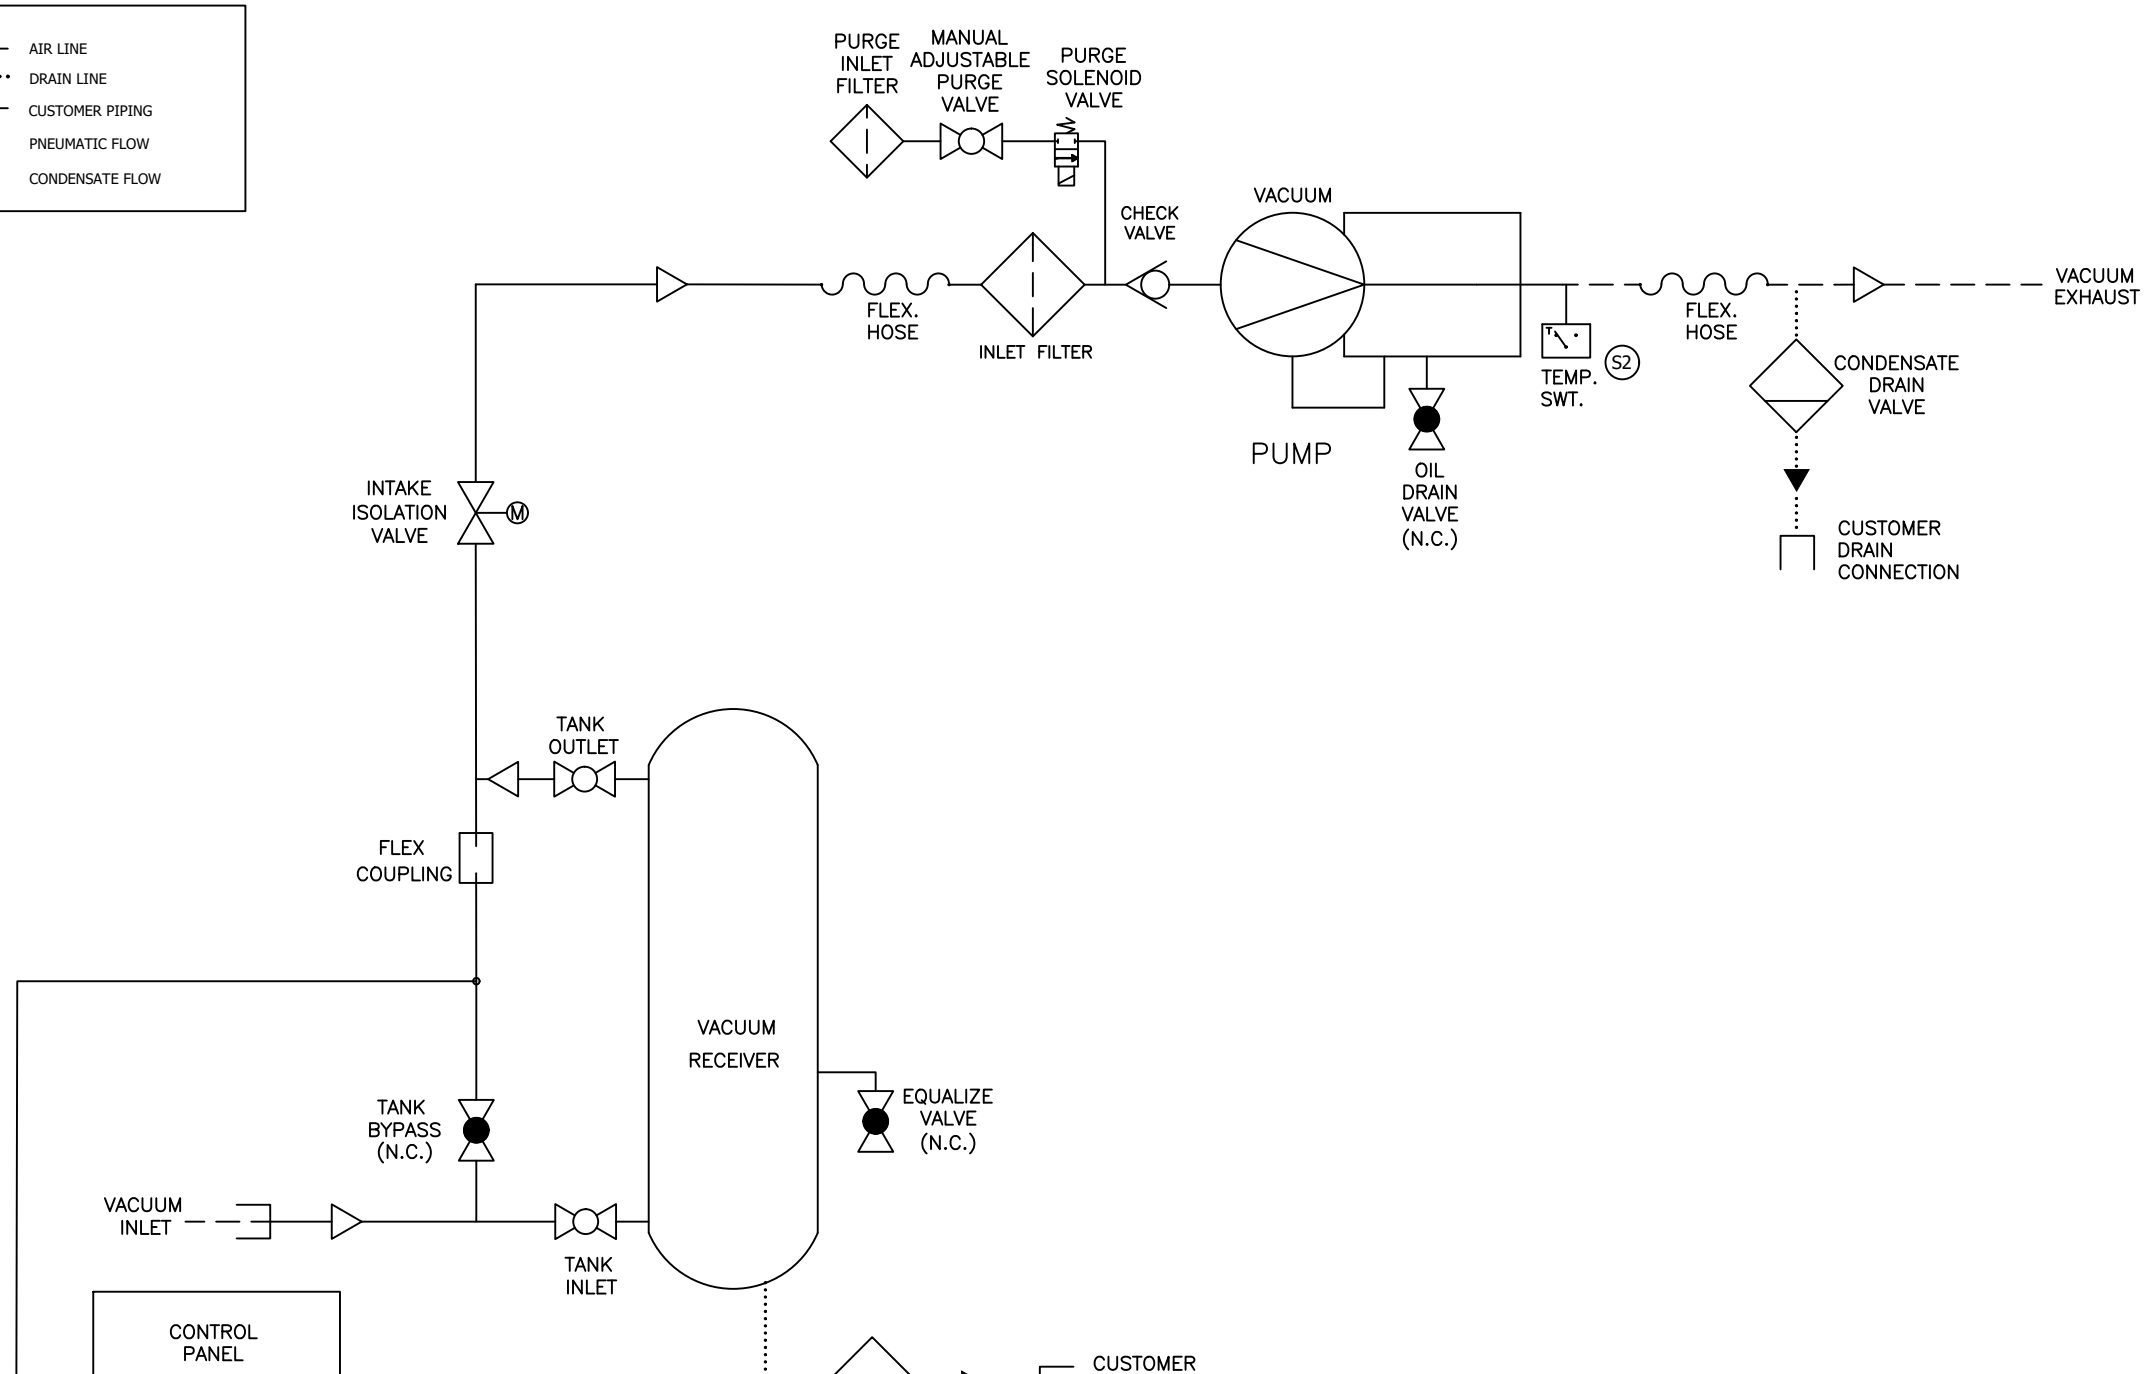 AIR LINE
DRAIN LINE
CUSTOMER PIPING
PNEUMATIC FLOW
CONDENSATE FLOW
PURGE
INLET
FILTER
MANUAL
ADJUSTABLE
PURGE
VALVE
PURGE
SOLENOID
VALVE
CHECK
VALVE
VACUUM
FLEX.
HOSE
INLET FILTER
PUMP
OIL
DRAIN
VALVE
(N.C.)
T
TEMP.
SWT.
S2
FLEX.
HOSE
VACUUM
EXHAUST
CONDENSATE
DRAIN
VALVE
CUSTOMER
DRAIN
CONNECTION
INTAKE
ISOLATION
VALVE
M
TANK
OUTLET
FLEX
COUPLING
VACUUM
RECEIVER
EQUALIZE
VALVE
(N.C.)
TANK
BYPASS
(N.C.)
VACUUM
INLET
TANK
INLET
CONTROL
PANEL
CUSTOMER